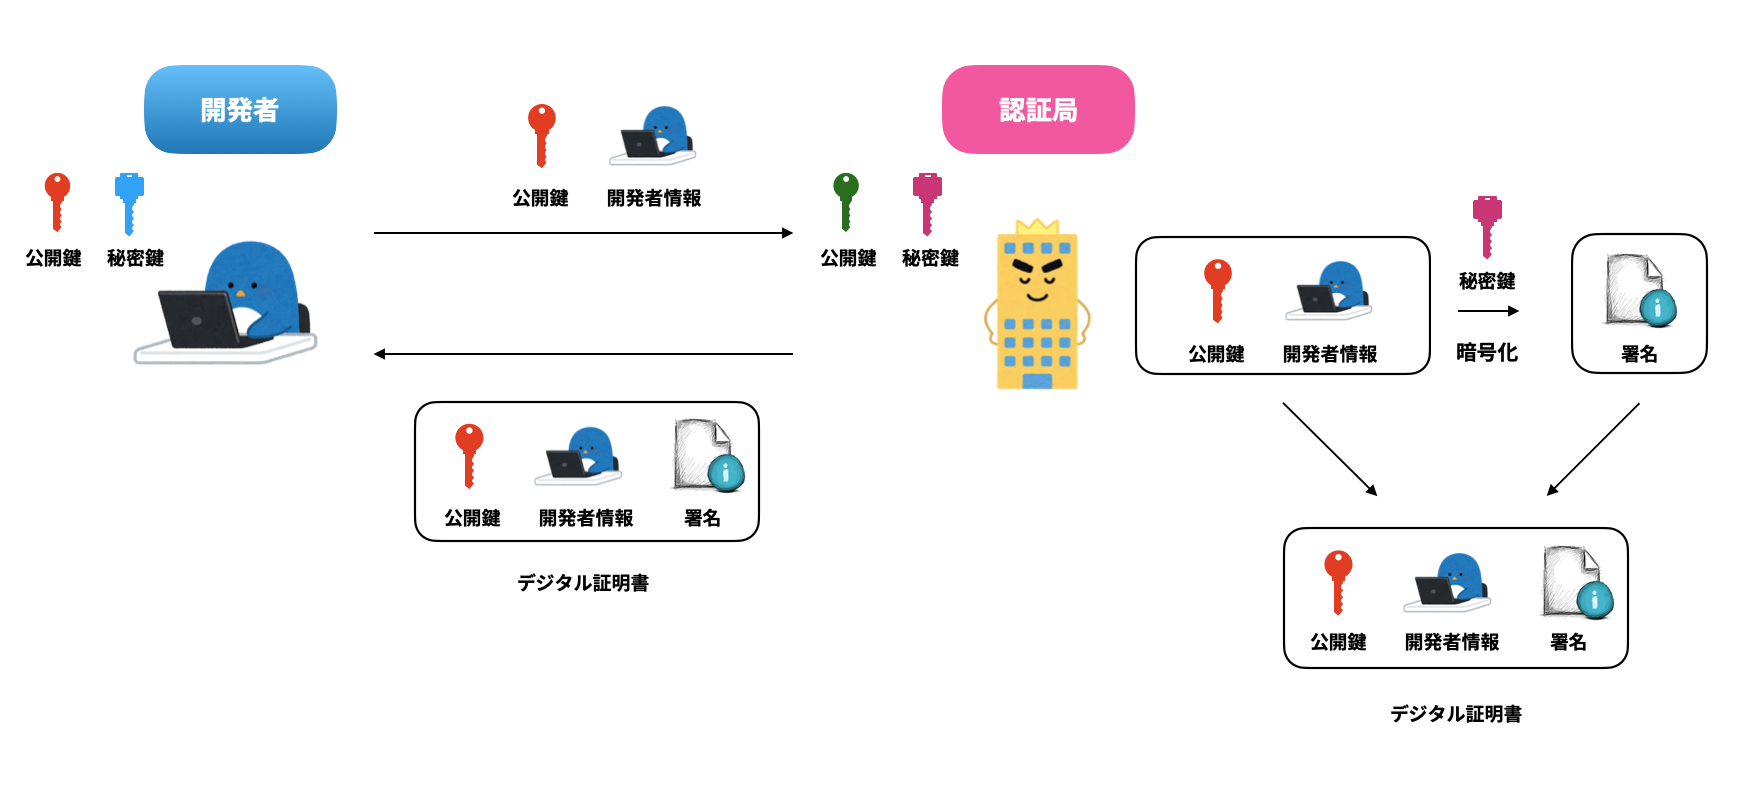 開発者
認証局
公開鍵
秘密鍵
公開鍵
開発者情報
公開鍵
秘密鍵
公開鍵
開発者情報
秘密鍵
暗号化
署名
公開鍵
開発者情報
署名
デジタル証明書
公開鍵
開発者情報
署名
デジタル証明書